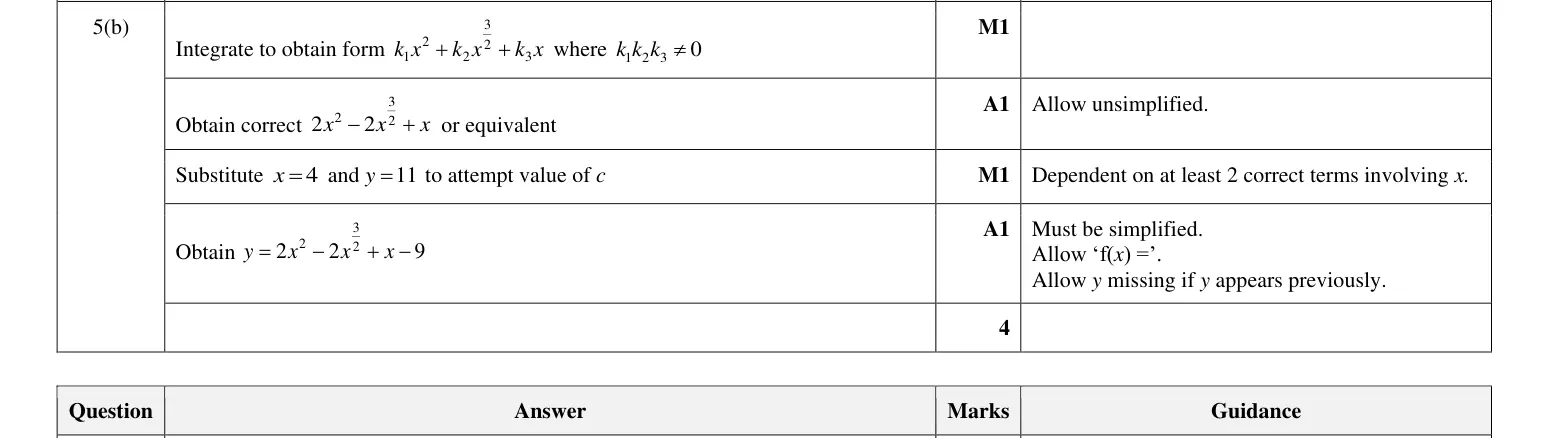 5(b)
Integrate to obtain form k₁x² + k₂x^(3/2) + k₃x where k₁k₂k₃ ≠ 0
M1
Obtain correct 2x² − 2x^(3/2) + x or equivalent
A1
Allow unsimplified.
Substitute x = 4 and y = 11 to attempt value of c
M1
Dependent on at least 2 correct terms involving x.
Obtain y = 2x² − 2x^(3/2) + x − 9
A1
Must be simplified.
Allow ‘f(x) =’.
Allow y missing if y appears previously.
4
Question Answer Marks Guidance